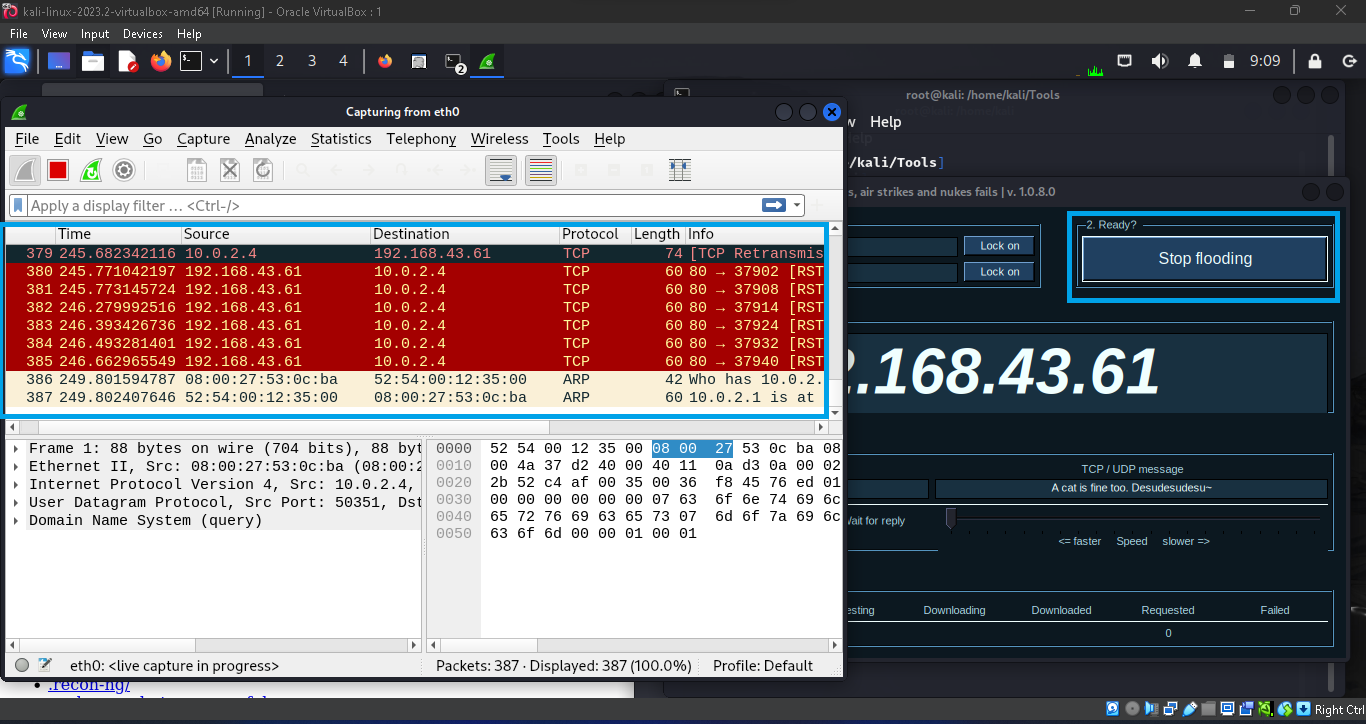 kali-linux-2023.2-virtualbox-amd64 [Running] - Oracle VirtualBox : 1
File View Input Devices Help
1 2 3 4 2 9:09
root@kali: /home/kali/Tools
Capturing from eth0
Help
File Edit View Go Capture Analyze Statistics Telephony Wireless Tools Help
/kali/Tools]
s, air strikes and nukes fails | v. 1.0.8.0
Apply a display filter … <Ctrl-/>
2. Ready?
Time Source Destination Protocol Length Info
Lock on
Stop flooding
379 245.682342116 10.0.2.4 192.168.43.61 TCP 74 [TCP Retransmis
380 245.771042197 192.168.43.61 10.0.2.4 TCP 60 80 → 37902 [RST
Lock on
381 245.773145724 192.168.43.61 10.0.2.4 TCP 60 80 → 37908 [RST
382 246.279992516 192.168.43.61 10.0.2.4 TCP 60 80 → 37914 [RST
383 246.393426736 192.168.43.61 10.0.2.4 TCP 60 80 → 37924 [RST
384 246.493281401 192.168.43.61 10.0.2.4 TCP 60 80 → 37932 [RST
385 246.662965549 192.168.43.61 10.0.2.4 TCP 60 80 → 37940 [RST
.168.43.61
386 249.801594787 08:00:27:53:0c:ba 52:54:00:12:35:00 ARP 42 Who has 10.0.2.
387 249.802407646 52:54:00:12:35:00 08:00:27:53:0c:ba ARP 60 10.0.2.1 is at
Frame 1: 88 bytes on wire (704 bits), 88 byt
Ethernet II, Src: 08:00:27:53:0c:ba (08:00:2
Internet Protocol Version 4, Src: 10.0.2.4,
User Datagram Protocol, Src Port: 50351, Dst
Domain Name System (query)
0000 52 54 00 12 35 00 08 00 27 53 0c ba 08
0010 00 4a 37 d2 40 00 40 11 0a d3 0a 00 02
0020 2b 52 c4 af 00 35 00 36 f8 45 76 ed 01
0030 00 00 00 00 00 00 07 63 6f 6e 74 69 6c
0040 65 72 76 69 63 65 73 07 6d 6f 7a 69 6c
0050 63 6f 6d 00 00 01 00 01
TCP / UDP message
A cat is fine too. Desudesudesu~
Wait for reply
<= faster Speed slower =>
esting Downloading Downloaded Requested Failed
0
eth0: <live capture in progress>
Packets: 387 · Displayed: 387 (100.0%)
Profile: Default
.recon-ng/
Right Ctrl